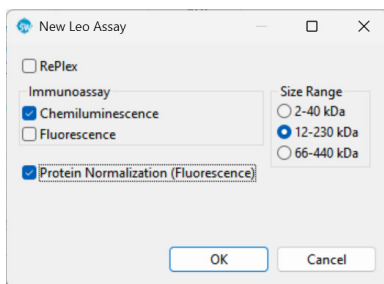 New Leo Assay
RePlex
Immunoassay
Chemiluminescence
Fluorescence
Protein Normalization (Fluorescence)
Size Range
2-40 kDa
12-230 kDa
66-440 kDa
OK
Cancel